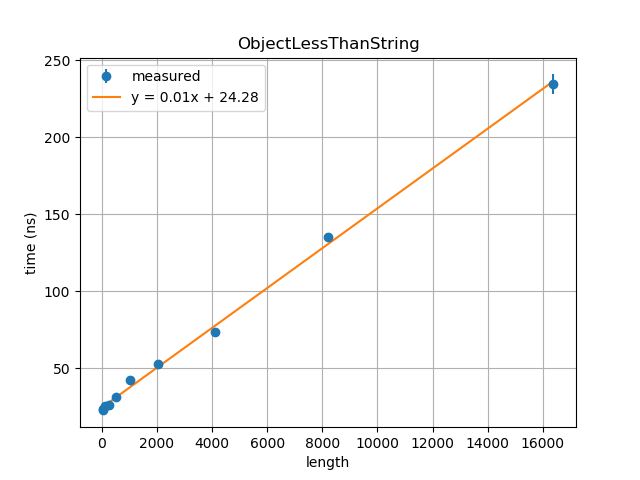 ObjectLessThanString
250
200
150
100
50
time (ns)
measured
y = 0.01x + 24.28
0 2000 4000 6000 8000 10000 12000 14000 16000
length